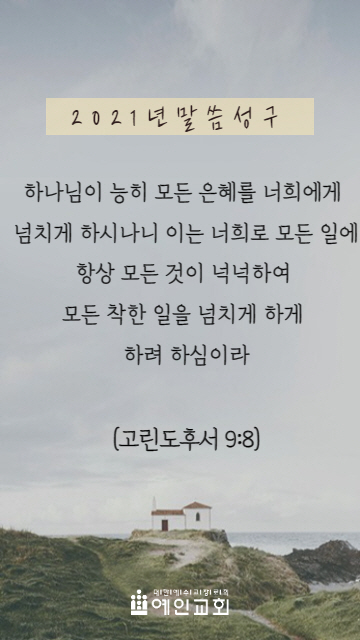 2021년말씀성구
하나님이 능히 모든 은혜를 너희에게
넘치게 하시나니 이는 너희로 모든 일에
항상 모든 것이 넉넉하여
모든 착한 일을 넘치게 하게
하려 하심이라
(고린도후서 9:8)
예인교회